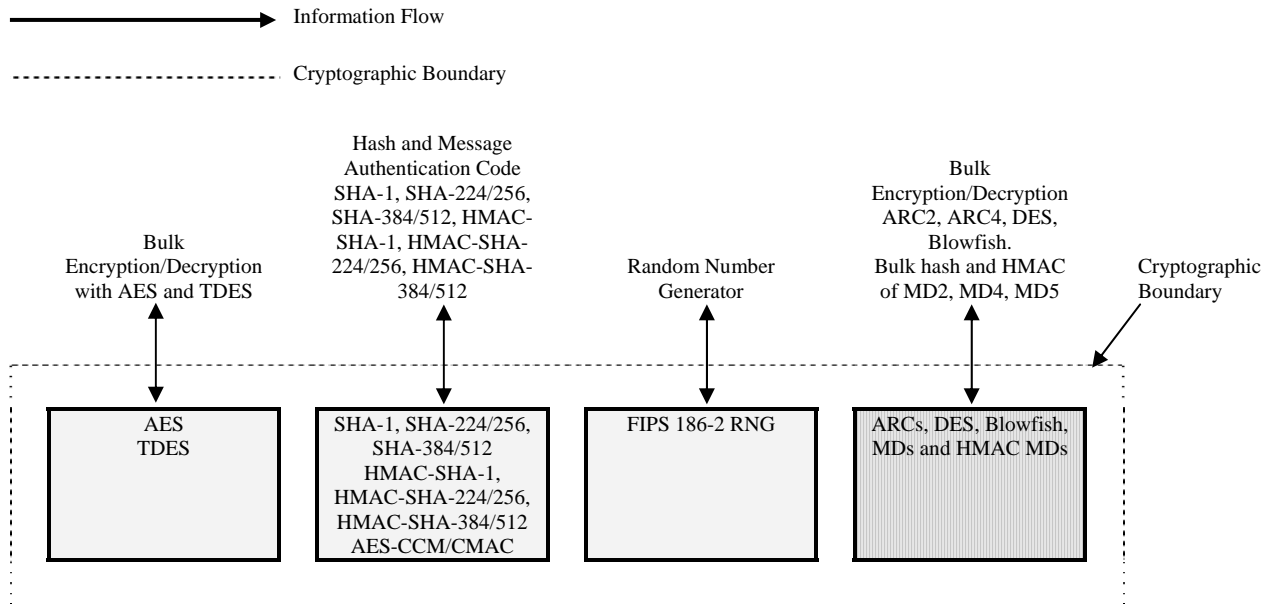 Information Flow
Cryptographic Boundary
Bulk
Encryption/Decryption
with AES and TDES
Hash and Message
Authentication Code
SHA-1, SHA-224/256,
SHA-384/512, HMAC-
SHA-1, HMAC-SHA-
224/256, HMAC-SHA-
384/512
Random Number
Generator
Bulk
Encryption/Decryption
ARC2, ARC4, DES,
Blowfish.
Bulk hash and HMAC
of MD2, MD4, MD5
Cryptographic
Boundary
AES
TDES
SHA-1, SHA-224/256,
SHA-384/512
HMAC-SHA-1,
HMAC-SHA-224/256,
HMAC-SHA-384/512
AES-CCM/CMAC
FIPS 186-2 RNG
ARCs, DES, Blowfish,
MDs and HMAC MDs